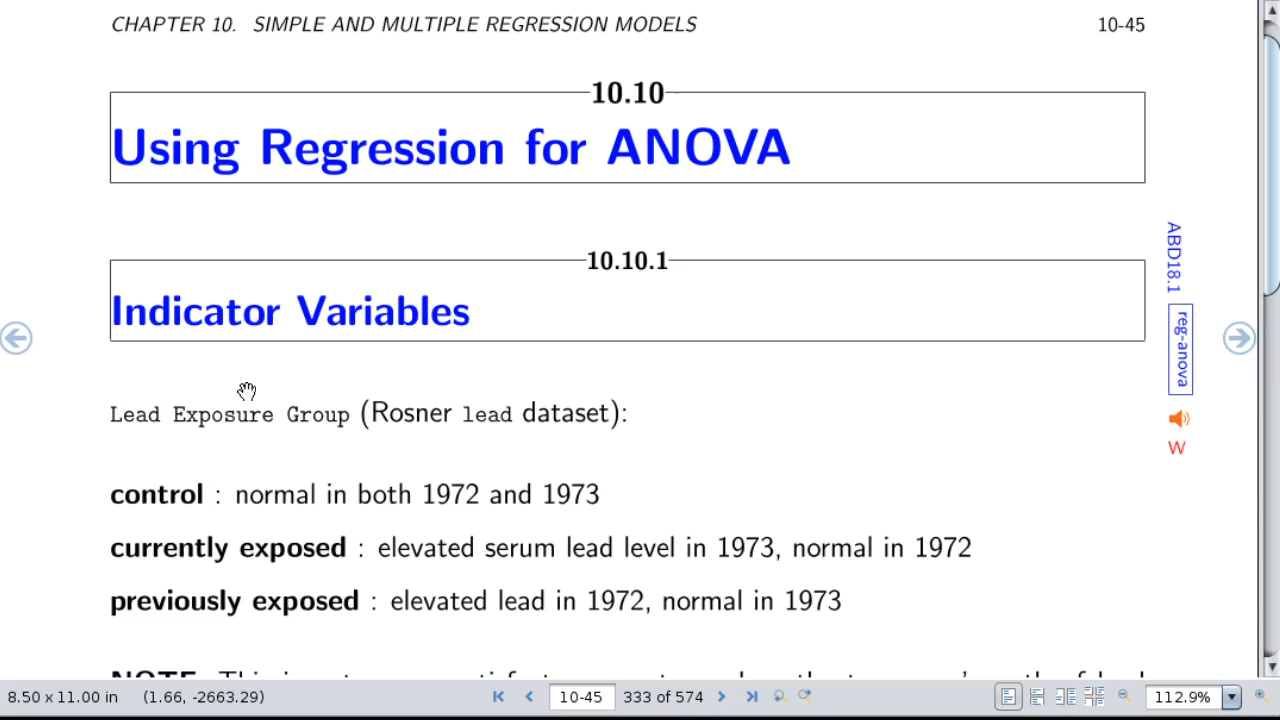 CHAPTER 10. SIMPLE AND MULTIPLE REGRESSION MODELS 10-45
10.10
Using Regression for ANOVA
10.10.1
Indicator Variables
ABD18.1
reg-anova
W
Lead Exposure Group (Rosner lead dataset):
control : normal in both 1972 and 1973
currently exposed : elevated serum lead level in 1973, normal in 1972
previously exposed : elevated lead in 1972, normal in 1973
8.50 x 11.00 in (1.66, -2663.29) 10-45 333 of 574 112.9%